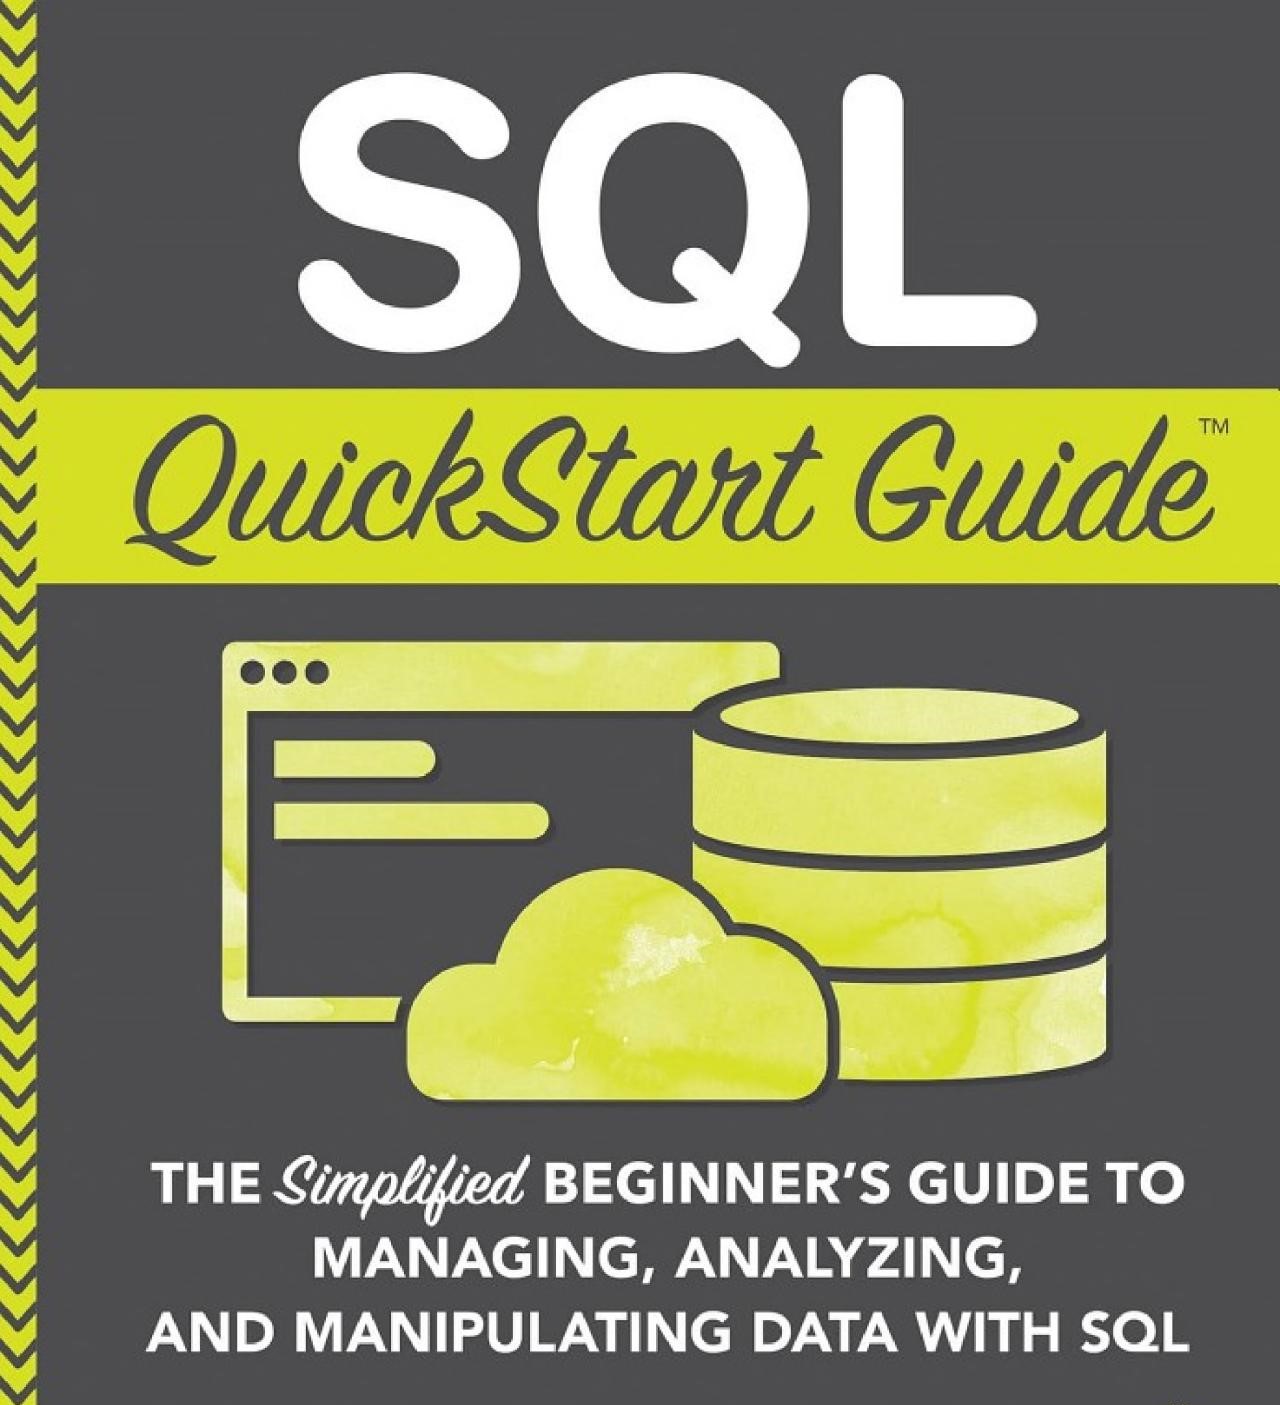 SQL
QuickStart Guide™
THE Simplified BEGINNER’S GUIDE TO
MANAGING, ANALYZING,
AND MANIPULATING DATA WITH SQL